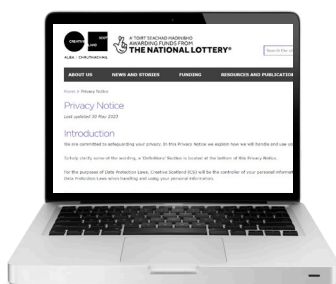 CREATIVE SCOTLAND
ALBA | CHRUTHACHAIL
A' TOIRT SEACHAD MAOINEACHADH
AWARDING FUNDS FROM
THE NATIONAL LOTTERY®
Search this site
ABOUT US NEWS AND STORIES FUNDING RESOURCES AND PUBLICATION
Home > Privacy Notice
Privacy Notice
Last updated 30 May 2023
Introduction
We are committed to safeguarding your privacy. In this Privacy Notice we explain how we will handle and use
To help clarify some of the wording, a 'Definitions' Section is located at the bottom of this Privacy Notice.
For the purposes of Data Protection Laws, Creative Scotland (CS) will be the controller of your personal
Data Protection Laws when handling and using your personal information.